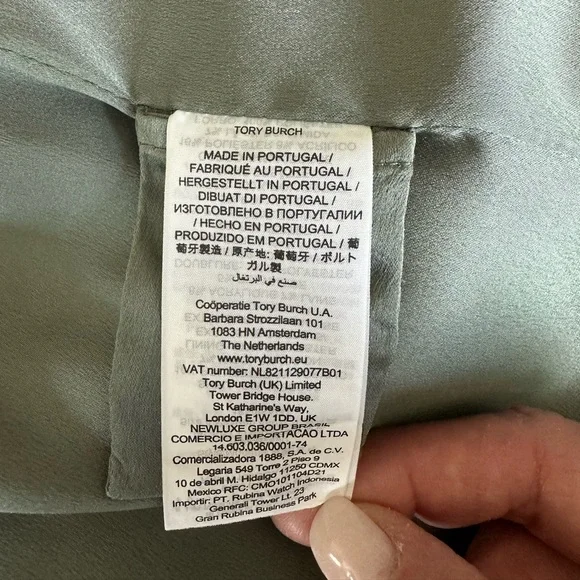 TORY BURCH
MADE IN PORTUGAL /
FABRIQUÉ AU PORTUGAL /
HERGESTELLT IN PORTUGAL /
DIBUAT DI PORTUGAL /
ИЗГОТОВЛЕНО В ПОРТУГАЛИИ
/ HECHO EN PORTUGAL /
PRODUZIDO EM PORTUGAL / 葡
萄牙製造 / 原产地: 葡萄牙 / ポルト
ガル製
صنع في البرتغال
Coöperatie Tory Burch U.A.
Barbara Strozzilaan 101
1083 HN Amsterdam
The Netherlands
www.toryburch.eu
VAT number: NL821129077B01
Tory Burch (UK) Limited
Tower Bridge House.
St Katharine's Way,
London E1W 1DD. UK
NEWLUXE GROUP BRASIL
COMERCIO E IMPORTACAO LTDA
14.603.036/0001-74
Comercializadora 1888, S.A. de C.V.
Legaria 549 Torre 2 Piso 9
10 de abril M. Hidalgo 11250 CDMX
Mexico RFC: CMO101104D21
Importir: PT. Rubina Watch Indonesia
Generali Tower Lt. 23
Gran Rubina Business Park